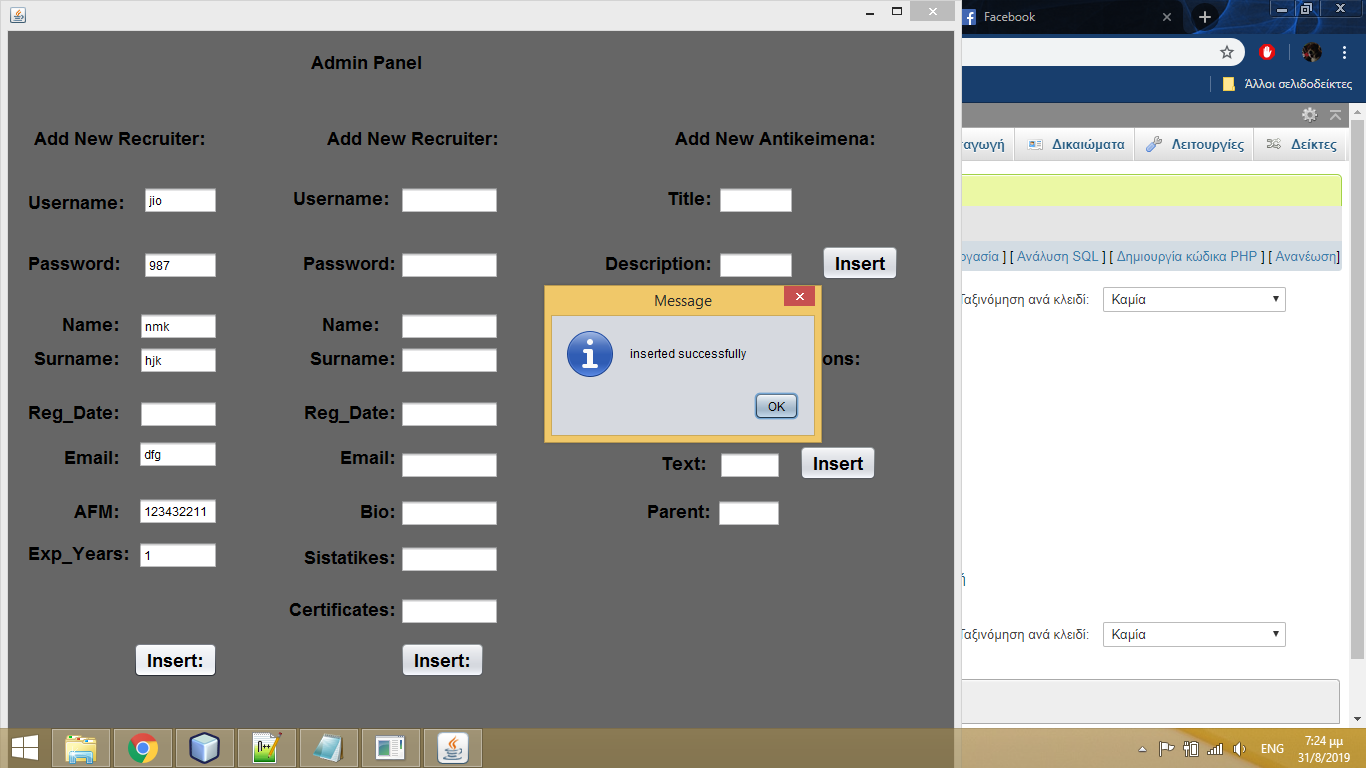 Facebook
Admin Panel
Άλλοι σελιδοδείκτες
Add New Recruiter: Add New Recruiter: Add New Antikeimena:
Δικαιώματα Λειτουργίες Δείκτες
Username: jio Username: Title:
Password: 987 Password: Description: Insert
] [ Ανάλυση SQL ] [ Δημιουργία κώδικα PHP ] [ Ανανέωση]
Message
Ταξινόμηση ανά κλειδί: Καμία
Name: nmk Name:
inserted successfully
Surname: hjk Surname: ons:
OK
Reg_Date: Reg_Date:
Email: dfg Email: Text: Insert
AFM: 123432211 Bio: Parent:
Exp_Years: 1 Sistatikes:
Certificates:
Ταξινόμηση ανά κλειδί: Καμία
Insert: Insert:
ENG
7:24 μμ
31/8/2019